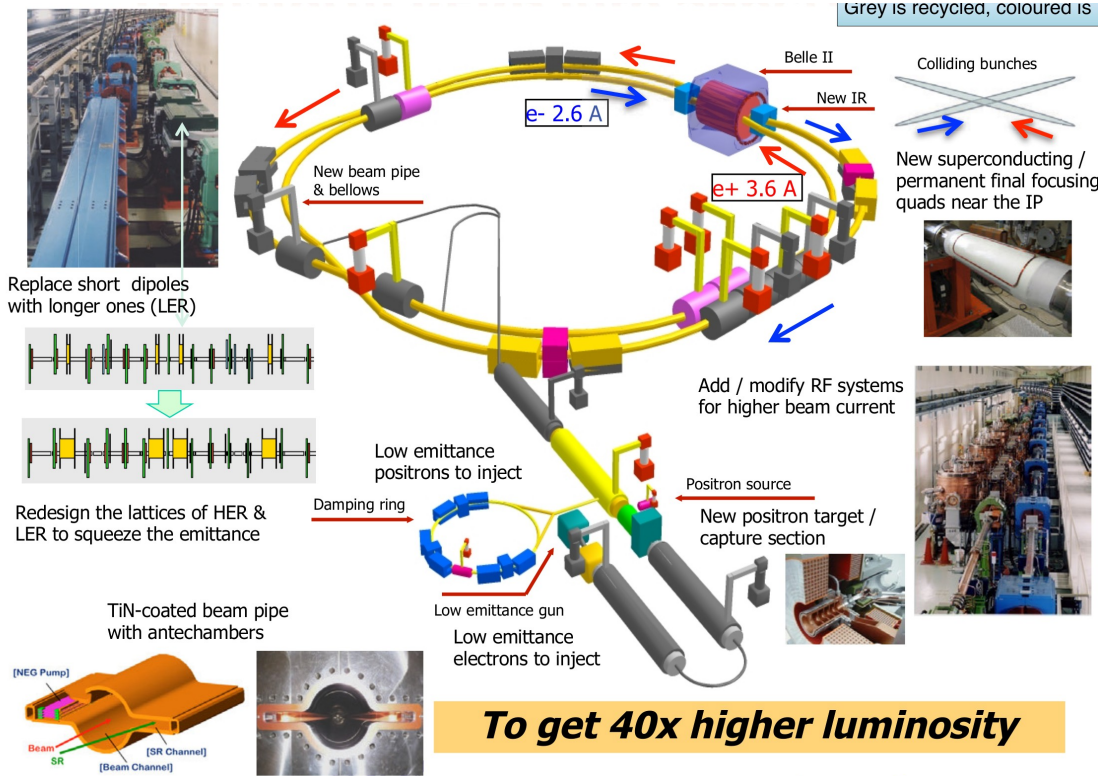 Grey is recycled, coloured is
Belle II
Colliding bunches
e- 2.6 A
New IR
New superconducting /
permanent final focusing
quads near the IP
New beam pipe
& bellows
e+ 3.6 A
Replace short dipoles
with longer ones (LER)
Add / modify RF systems
for higher beam current
Low emittance
positrons to inject
Damping ring
Positron source
Redesign the lattices of HER &
LER to squeeze the emittance
New positron target /
capture section
Low emittance gun
Low emittance
electrons to inject
TiN-coated beam pipe
with antechambers
[NEG Pump]
Beam
SR
[SR Channel]
[Beam Channel]
To get 40x higher luminosity